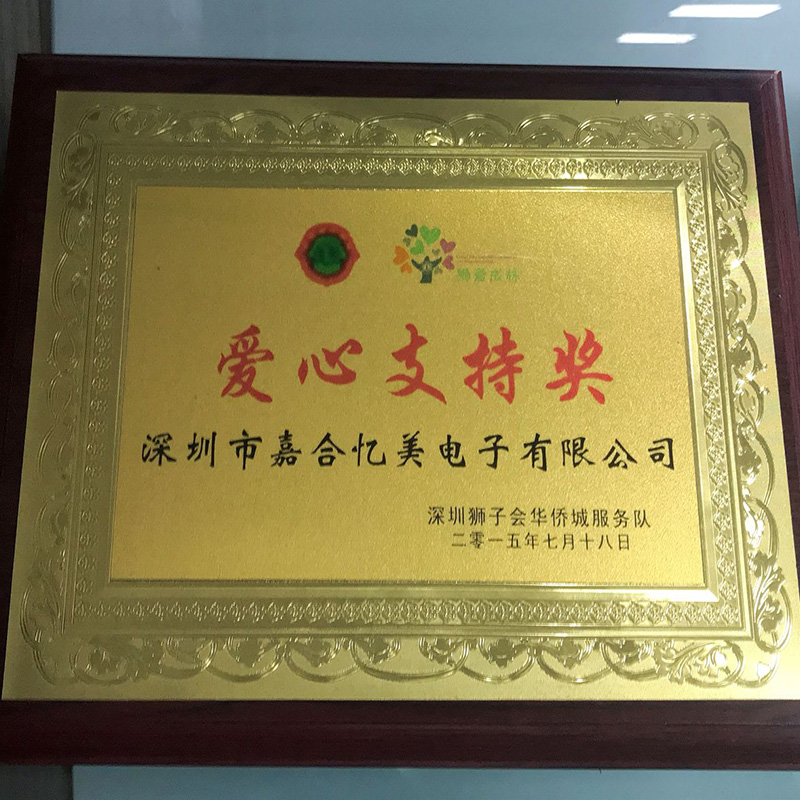 爱心支持奖
深圳市嘉合忆美电子有限公司
深圳狮子会华侨城服务队
二零一五年七月十八日